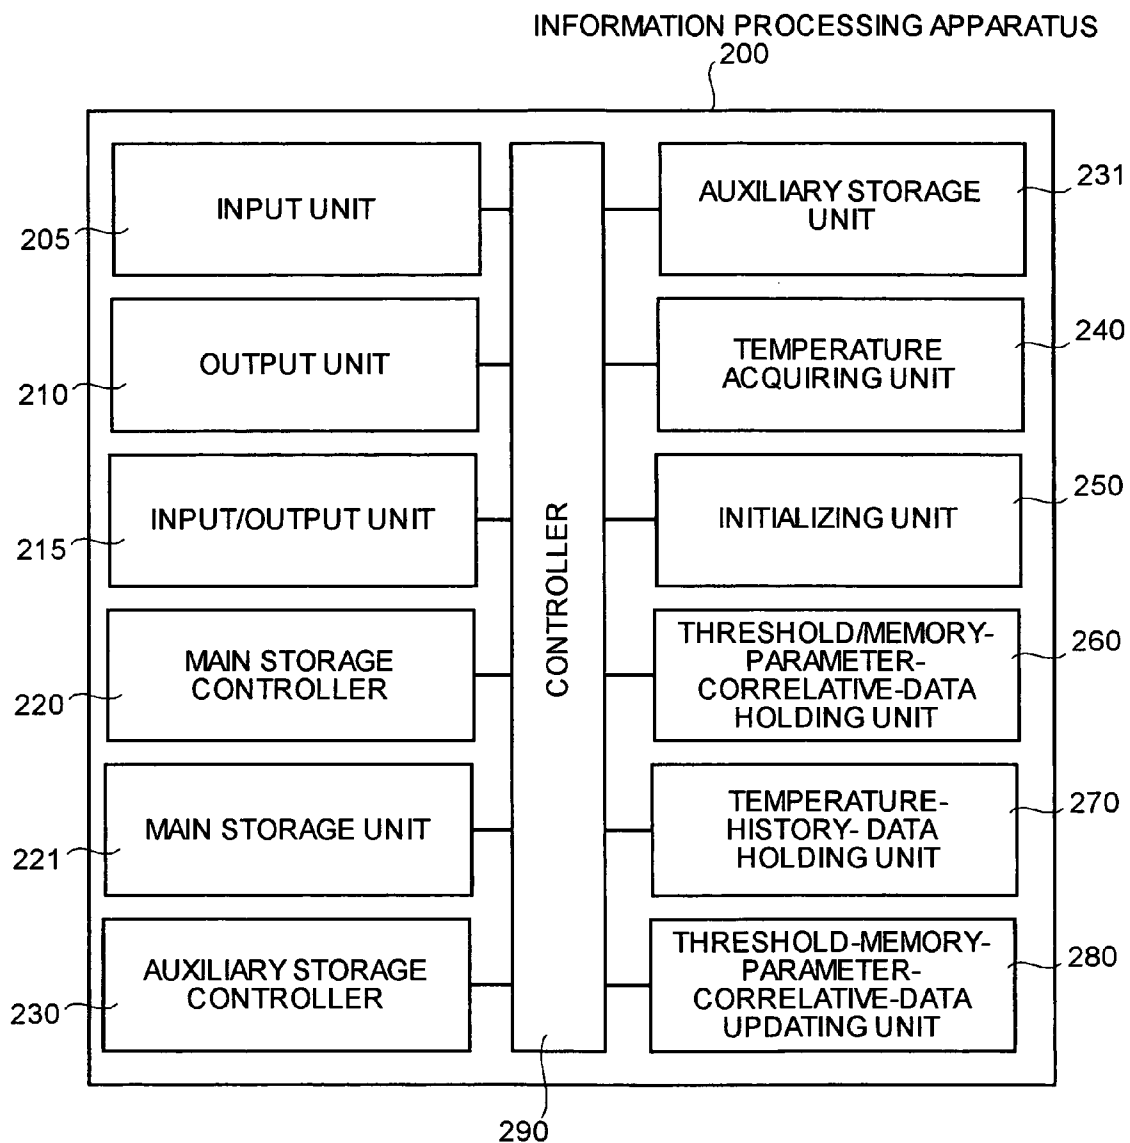 INFORMATION PROCESSING APPARATUS
200
INPUT UNIT
205
OUTPUT UNIT
210
INPUT/OUTPUT UNIT
215
MAIN STORAGE
CONTROLLER
220
MAIN STORAGE UNIT
221
AUXILIARY STORAGE
CONTROLLER
230
CONTROLLER
290
AUXILIARY STORAGE
UNIT
231
TEMPERATURE
ACQUIRING UNIT
240
INITIALIZING UNIT
250
THRESHOLD/MEMORY-
PARAMETER-
CORRELATIVE-DATA
HOLDING UNIT
260
TEMPERATURE-
HISTORY- DATA
HOLDING UNIT
270
THRESHOLD-MEMORY-
PARAMETER-
CORRELATIVE-DATA
UPDATING UNIT
280